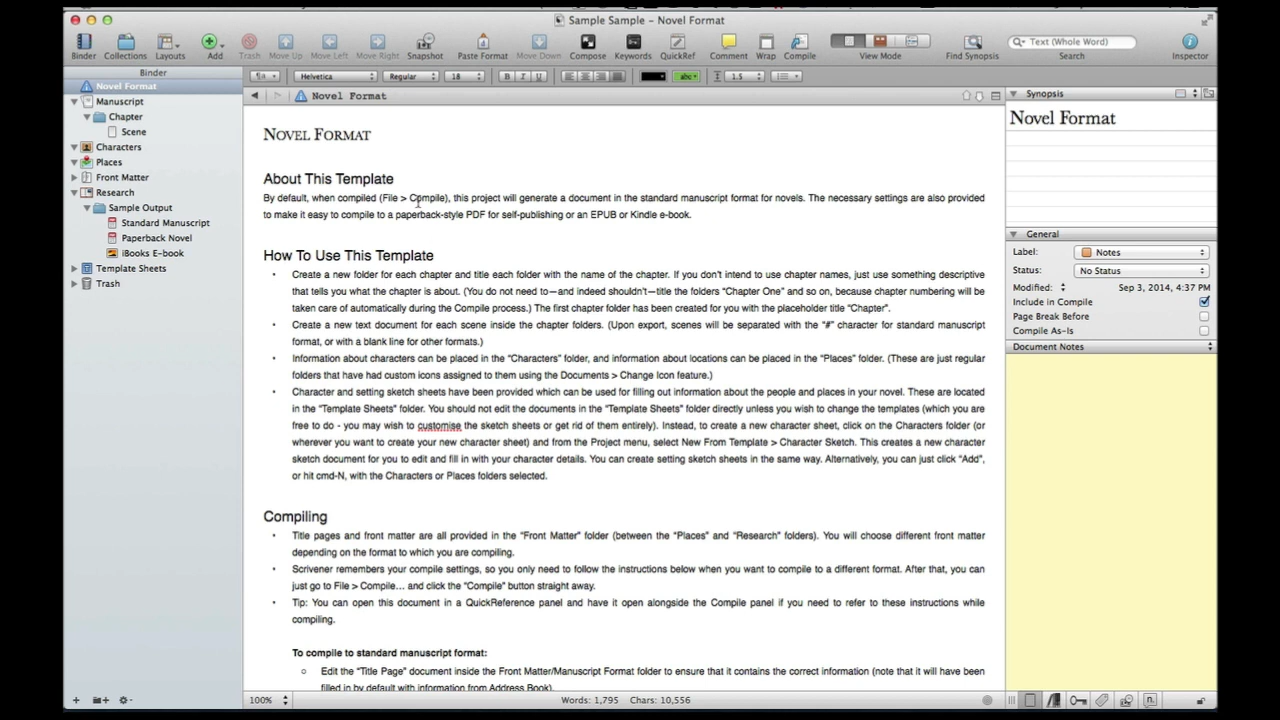 Sample Sample – Novel Format
Binder Collections Layouts Add Trash Move Up Move Left Move Right Snapshot Paste Format Move Down Compose Keywords QuickRef Comment Wrap Compile View Mode Find Synopsis Text (Whole Word) Search Inspector
Binder
Helvetica Regular 18 B I U abc 1.5
Novel Format
Manuscript
Chapter
Scene
Characters
Places
Front Matter
Research
Sample Output
Standard Manuscript
Paperback Novel
iBooks E-book
Template Sheets
Trash
Novel Format
NOVEL FORMAT
About This Template
By default, when compiled (File > Compile), this project will generate a document in the standard manuscript format for novels. The necessary settings are also provided
to make it easy to compile to a paperback-style PDF for self-publishing or an EPUB or Kindle e-book.
How To Use This Template
• Create a new folder for each chapter and title each folder with the name of the chapter. If you don't intend to use chapter names, just use something descriptive
that tells you what the chapter is about. (You do not need to—and indeed shouldn't—title the folders “Chapter One” and so on, because chapter numbering will be
taken care of automatically during the Compile process.) The first chapter folder has been created for you with the placeholder title “Chapter”.
• Create a new text document for each scene inside the chapter folders. (Upon export, scenes will be separated with the “#” character for standard manuscript
format, or with a blank line for other formats.)
• Information about characters can be placed in the “Characters” folder, and information about locations can be placed in the “Places” folder. (These are just regular
folders that have had custom icons assigned to them using the Documents > Change Icon feature.)
• Character and setting sketch sheets have been provided which can be used for filling out information about the people and places in your novel. These are located
in the “Template Sheets” folder. You should not edit the documents in the “Template Sheets” folder directly unless you wish to change the templates (which you are
free to do - you may wish to customise the sketch sheets or get rid of them entirely). Instead, to create a new character sheet, click on the Characters folder (or
wherever you want to create your new character sheet) and from the Project menu, select New From Template > Character Sketch. This creates a new character
sketch document for you to edit and fill in with your character details. You can create setting sketch sheets in the same way. Alternatively, you can just click “Add”,
or hit cmd-N, with the Characters or Places folders selected.
Compiling
• Title pages and front matter are all provided in the “Front Matter” folder (between the “Places” and “Research” folders). You will choose different front matter
depending on the format to which you are compiling.
• Scrivener remembers your compile settings, so you only need to follow the instructions below when you want to compile to a different format. After that, you can
just go to File > Compile... and click the “Compile” button straight away.
• Tip: You can open this document in a QuickReference panel and have it open alongside the Compile panel if you need to refer to these instructions while
compiling.
To compile to standard manuscript format:
Edit the “Title Page” document inside the Front Matter/Manuscript Format folder to ensure that it contains the correct information (note that it will have been
filled in by default with information from Address Book).
100% Words: 1,795 Chars: 10,556
Synopsis
Novel Format
General
Label: Notes
Status: No Status
Modified: Sep 3, 2014, 4:37 PM
Include in Compile
Page Break Before
Compile As-Is
Document Notes